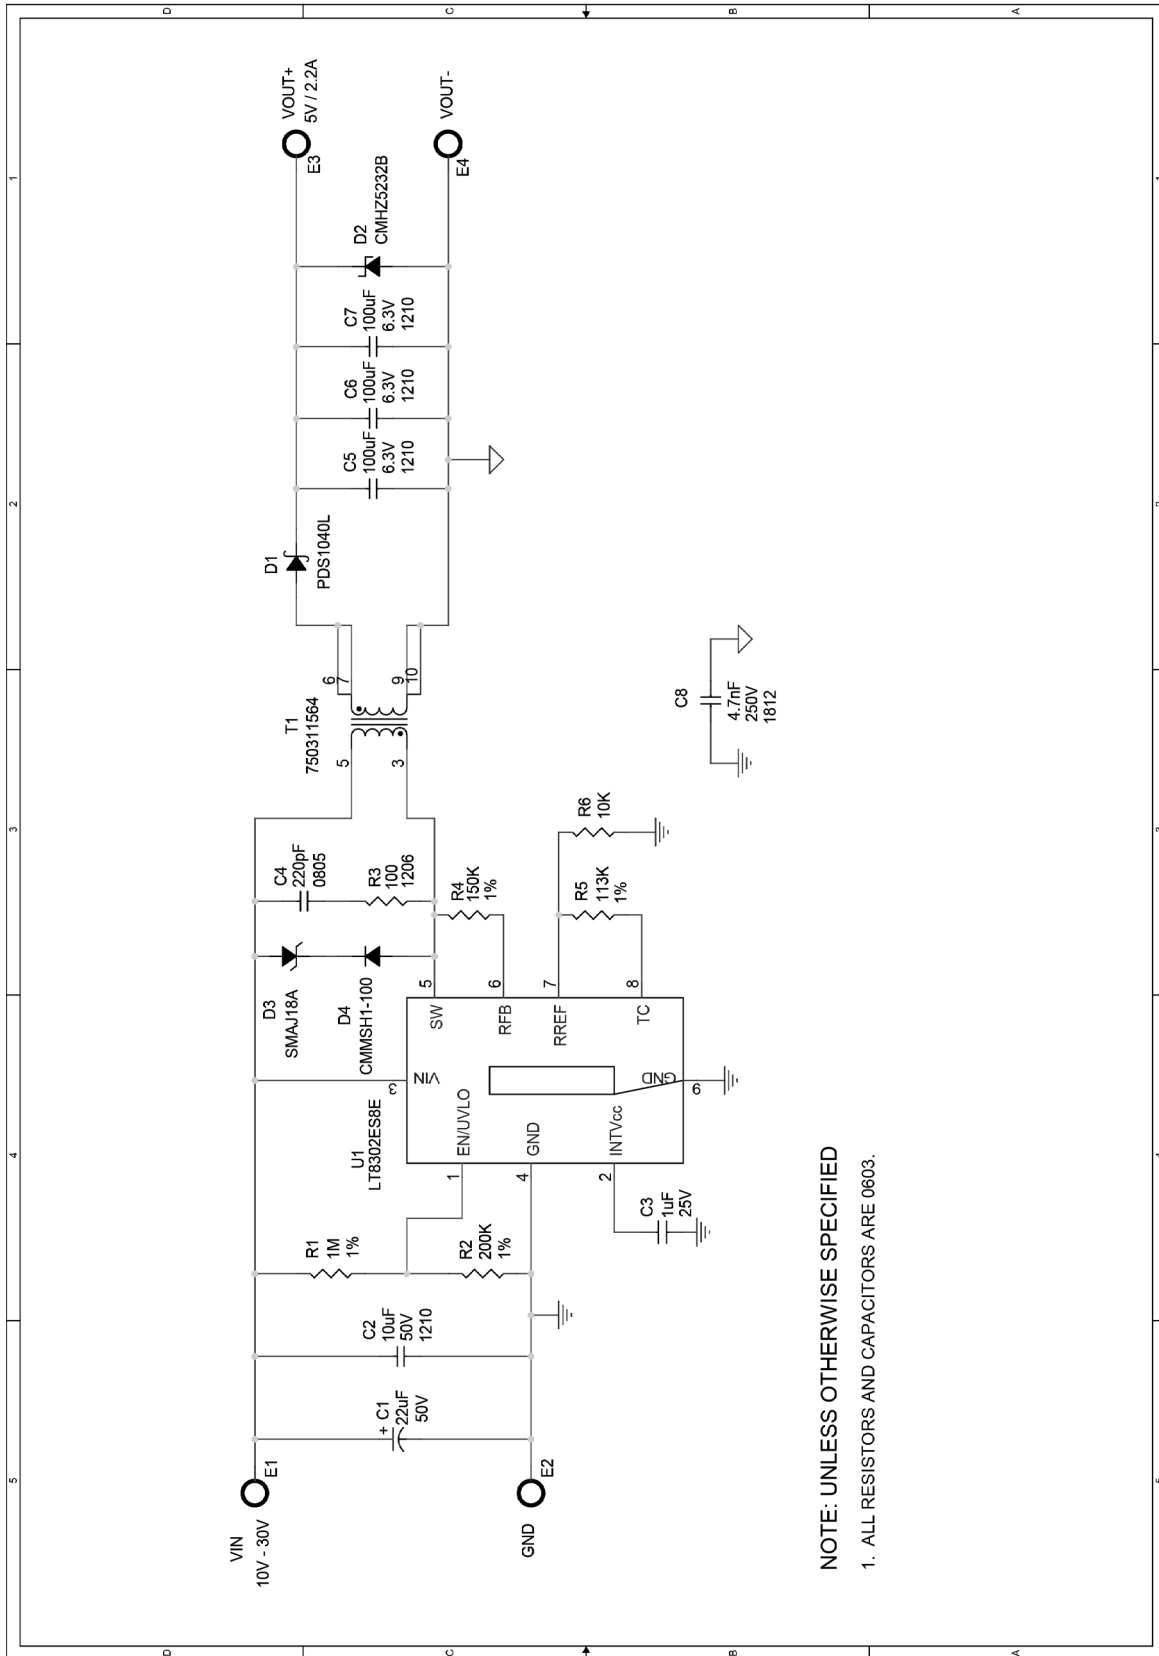 5
4
3
2
1
D
D
VIN
10V - 30V
E1
GND
E2
+ C1
22uF
50V
C2
10uF
50V
1210
R1
1M
1%
R2
200K
1%
C3
1uF
25V
U1
LT8302ES8E
1
EN/UVLO
4
GND
2
INTVcc
3
VIN
GND
9
5
SW
6
RFB
7
RREF
8
TC
D3
SMAJ18A
D4
CMMSH1-100
C4
220pF
0805
R3
100
1206
R4
150K
1%
R5
113K
1%
R6
10K
T1
750311564
5
3
6
7
9
10
C8
4.7nF
250V
1812
D1
PDS1040L
C5
100uF
6.3V
1210
C6
100uF
6.3V
1210
C7
100uF
6.3V
1210
D2
CMHZ5232B
VOUT+
5V / 2.2A
E3
VOUT-
E4
C
C
B
B
NOTE: UNLESS OTHERWISE SPECIFIED
1. ALL RESISTORS AND CAPACITORS ARE 0603.
A
A
5
4
3
2
1